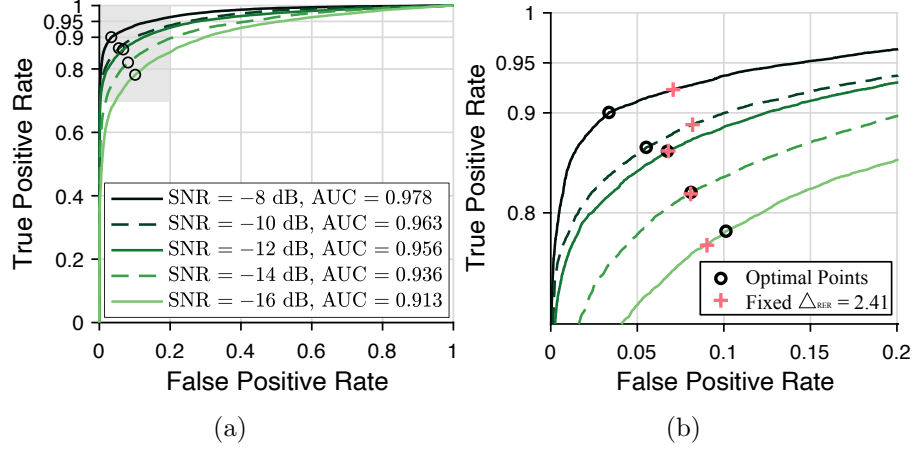 True Positive Rate
0.95
1
0.9
0.8
0.6
0.4
0.2
0
SNR = −8 dB, AUC = 0.978
SNR = −10 dB, AUC = 0.963
SNR = −12 dB, AUC = 0.956
SNR = −14 dB, AUC = 0.936
SNR = −16 dB, AUC = 0.913
0 0.2 0.4 0.6 0.8 1
False Positive Rate
(a)
True Positive Rate
0.95
0.9
0.8
Optimal Points
Fixed △RER = 2.41
0 0.05 0.1 0.15 0.2
False Positive Rate
(b)